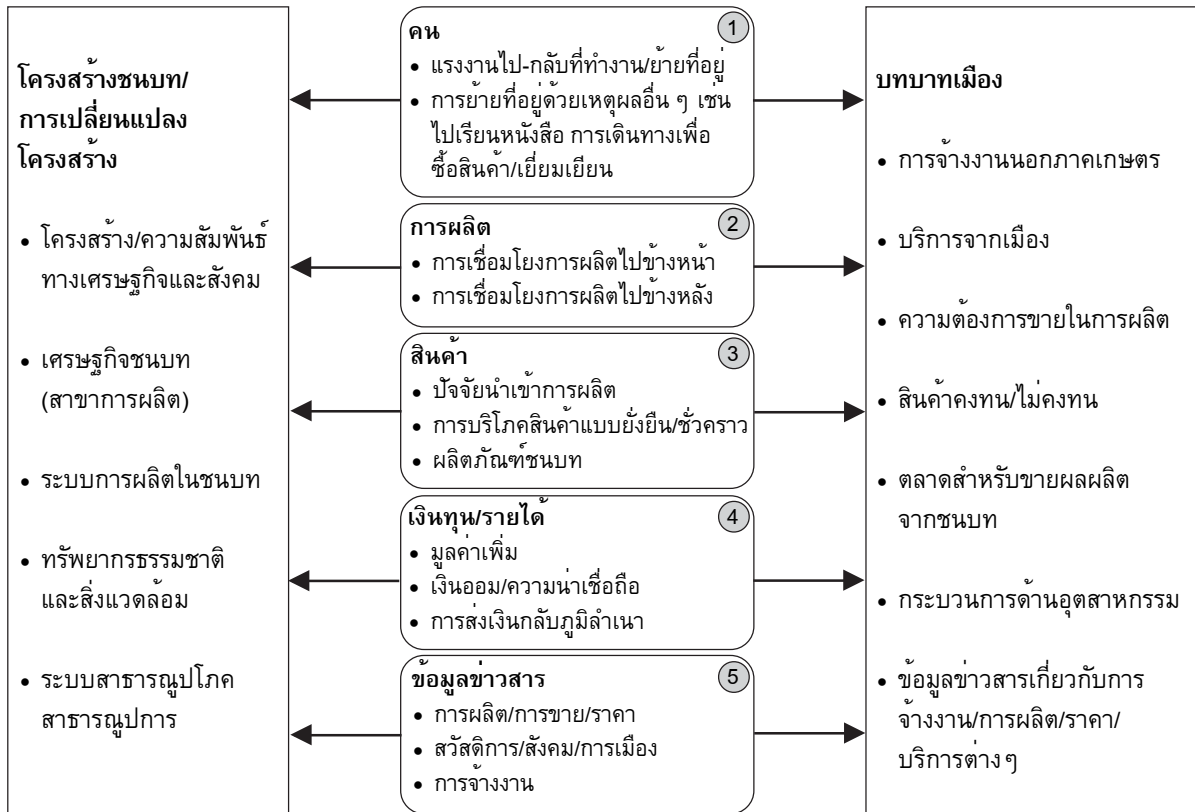 โครงสร้างชนบท/
การเปลี่ยนแปลง
โครงสร้าง
• โครงสร้าง/ความสัมพันธ์
ทางเศรษฐกิจและสังคม
• เศรษฐกิจชนบท
(สาขาการผลิต)
• ระบบการผลิตในชนบท
• ทรัพยากรธรรมชาติ
และสิ่งแวดล้อม
• ระบบสาธารณูปโภค
สาธารณูปการ
คน 1
• แรงงานไป-กลับที่ทำงาน/ย้ายที่อยู่
• การย้ายที่อยู่ด้วยเหตุผลอื่น ๆ เช่น
ไปเรียนหนังสือ การเดินทางเพื่อ
ซื้อสินค้า/เยี่ยมเยียน
การผลิต 2
• การเชื่อมโยงการผลิตไปข้างหน้า
• การเชื่อมโยงการผลิตไปข้างหลัง
สินค้า 3
• ปัจจัยนำเข้าการผลิต
• การบริโภคสินค้าแบบยั่งยืน/ชั่วคราว
• ผลิตภัณฑ์ชนบท
เงินทุน/รายได้ 4
• มูลค่าเพิ่ม
• เงินออม/ความน่าเชื่อถือ
• การส่งเงินกลับภูมิลำเนา
ข้อมูลข่าวสาร 5
• การผลิต/การขาย/ราคา
• สวัสดิการ/สังคม/การเมือง
• การจ้างงาน
บทบาทเมือง
• การจ้างงานนอกภาคเกษตร
• บริการจากเมือง
• ความต้องการขายในการผลิต
• สินค้าคงทน/ไม่คงทน
• ตลาดสำหรับขายผลผลิต
จากชนบท
• กระบวนการด้านอุตสาหกรรม
• ข้อมูลข่าวสารเกี่ยวกับการ
จ้างงาน/การผลิต/ราคา/
บริการต่าง ๆ